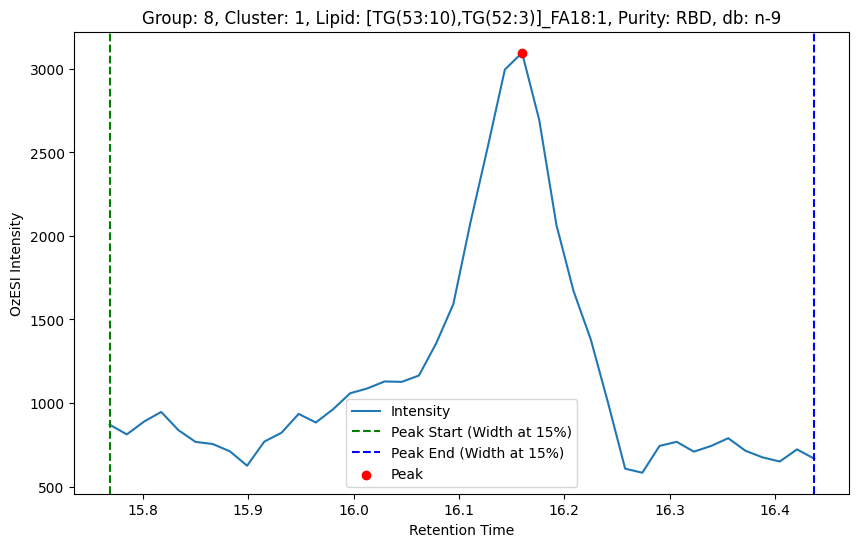 Group: 8, Cluster: 1, Lipid: [TG(53:10),TG(52:3)]_FA18:1, Purity: RBD, db: n-9
OzESI Intensity
3000
2500
2000
1500
1000
500
Intensity
Peak Start (Width at 15%)
Peak End (Width at 15%)
Peak
15.8 15.9 16.0 16.1 16.2 16.3 16.4
Retention Time